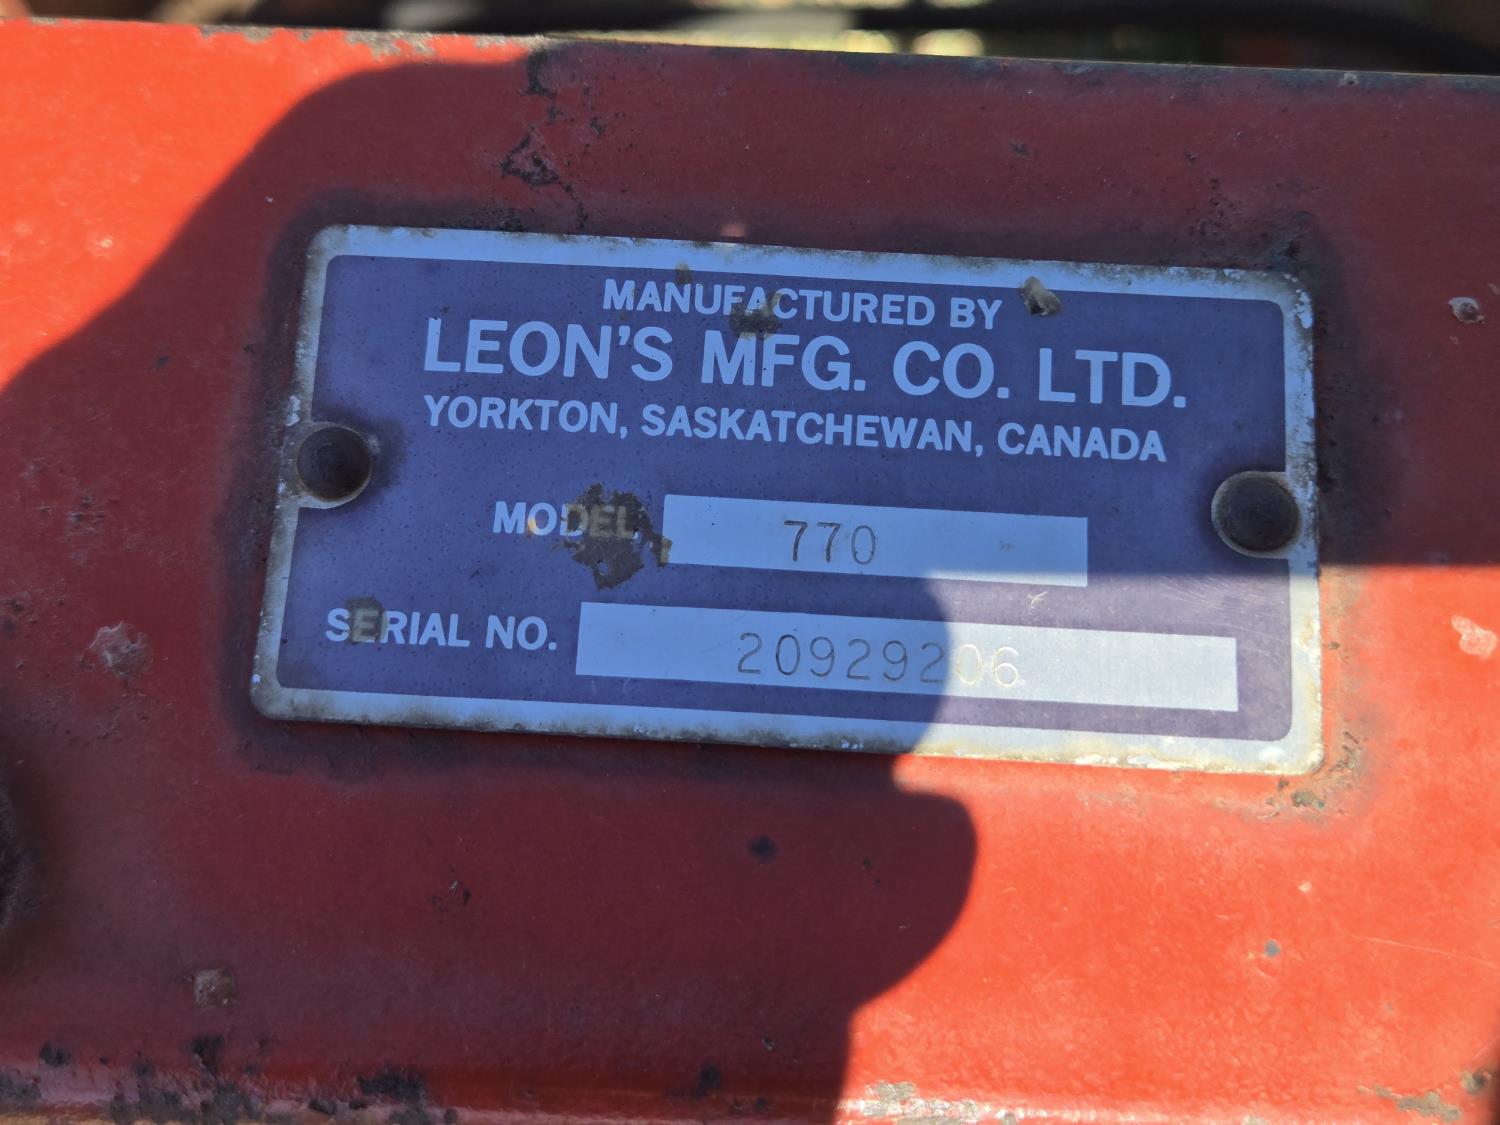 MANUFACTURED BY
LEON'S MFG. CO. LTD.
YORKTON, SASKATCHEWAN, CANADA
MODEL 770
SERIAL NO. 20929206